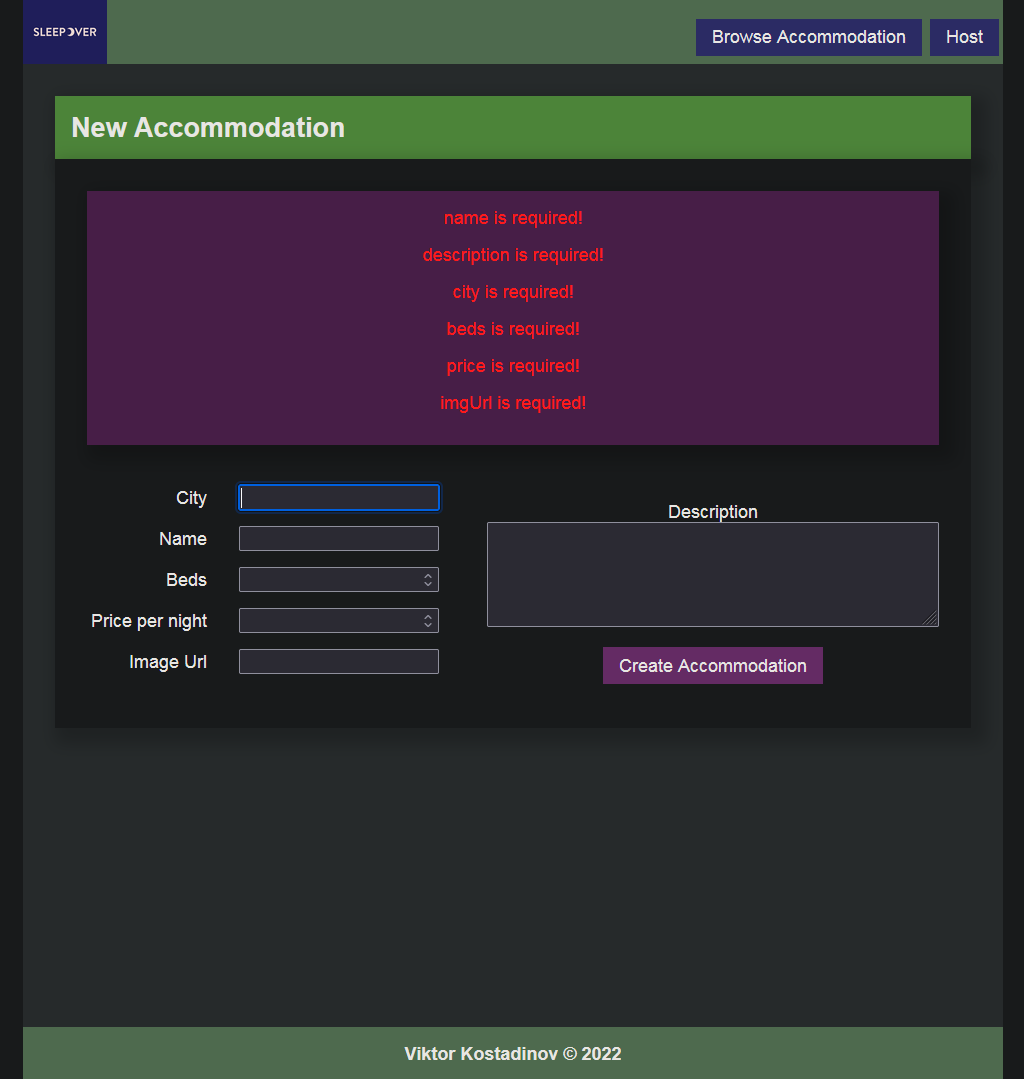 SLEEPOVER
Browse Accommodation
Host
New Accommodation
name is required!
description is required!
city is required!
beds is required!
price is required!
imgUrl is required!
City
Name
Beds
Price per night
Image Url
Description
Create Accommodation
Viktor Kostadinov © 2022